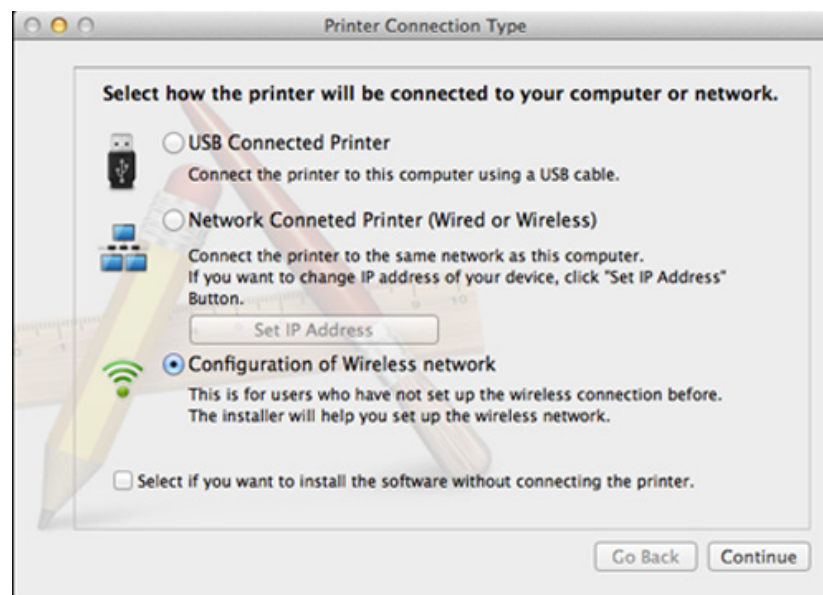 Printer Connection Type
Select how the printer will be connected to your computer or network.
USB Connected Printer
Connect the printer to this computer using a USB cable.
Network Conneted Printer (Wired or Wireless)
Connect the printer to the same network as this computer.
If you want to change IP address of your device, click "Set IP Address"
Button.
Set IP Address
Configuration of Wireless network
This is for users who have not set up the wireless connection before.
The installer will help you set up the wireless network.
Select if you want to install the software without connecting the printer.
Go Back Continue